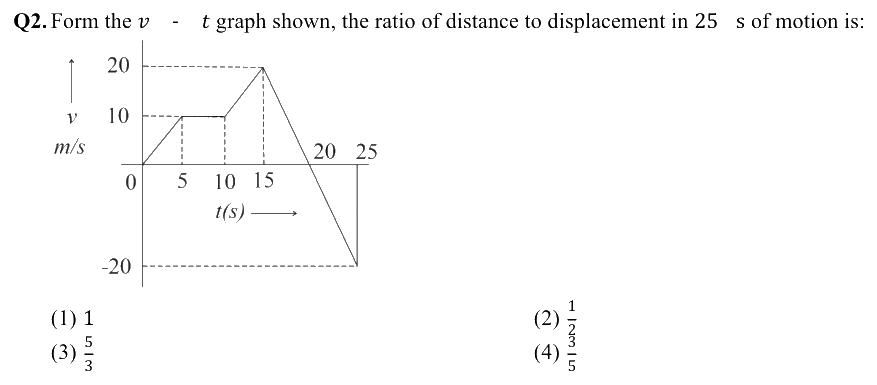 Q2. Form the v - t graph shown, the ratio of distance to displacement in 25 s of motion is:
20
v
10
m/s
20 25
0 5 10 15
t(s)
-20
(1) 1
(2) 1/2
(3) 5/3
(4) 3/5